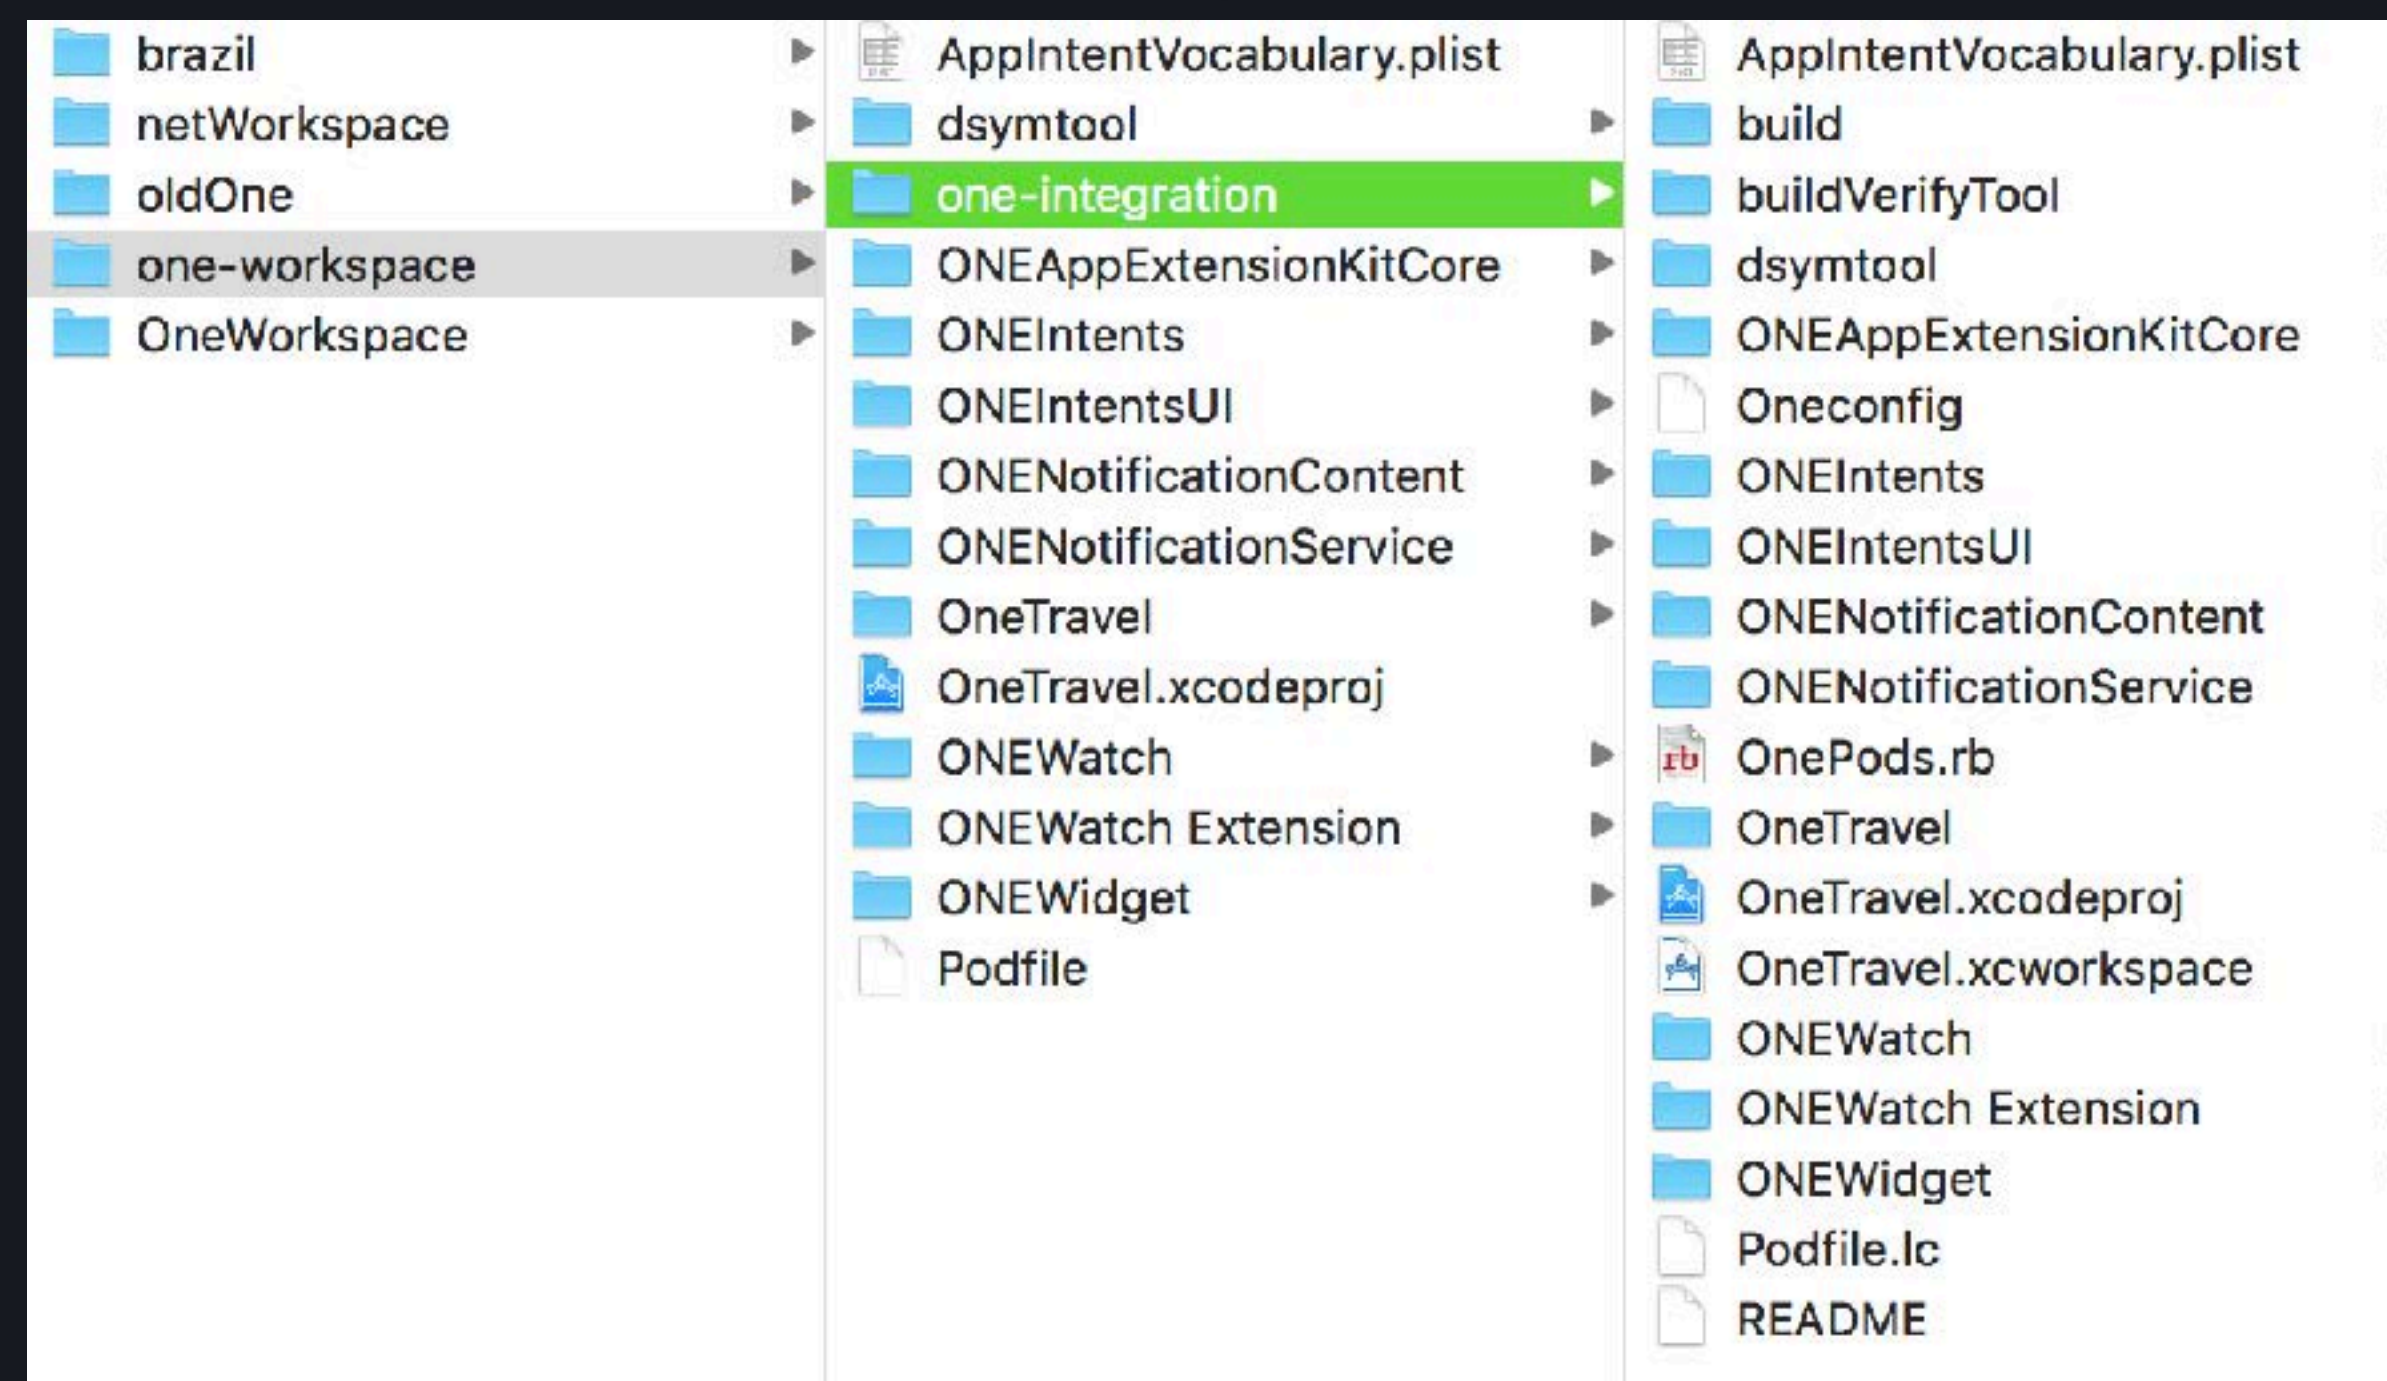 brazil
netWorkspace
oldOne
one-workspace
OneWorkspace
AppIntentVocabulary.plist
dsymtool
one-integration
ONEAppExtensionKitCore
ONEIntents
ONEIntentsUI
ONENotificationContent
ONENotificationService
OneTravel
OneTravel.xcodeproj
ONEWatch
ONEWatch Extension
ONEWidget
Podfile
AppIntentVocabulary.plist
build
buildVerifyTool
dsymtool
ONEAppExtensionKitCore
Oneconfig
ONEIntents
ONEIntentsUI
ONENotificationContent
ONENotificationService
OnePods.rb
OneTravel
OneTravel.xcodeproj
OneTravel.xcworkspace
ONEWatch
ONEWatch Extension
ONEWidget
Podfile.lc
README